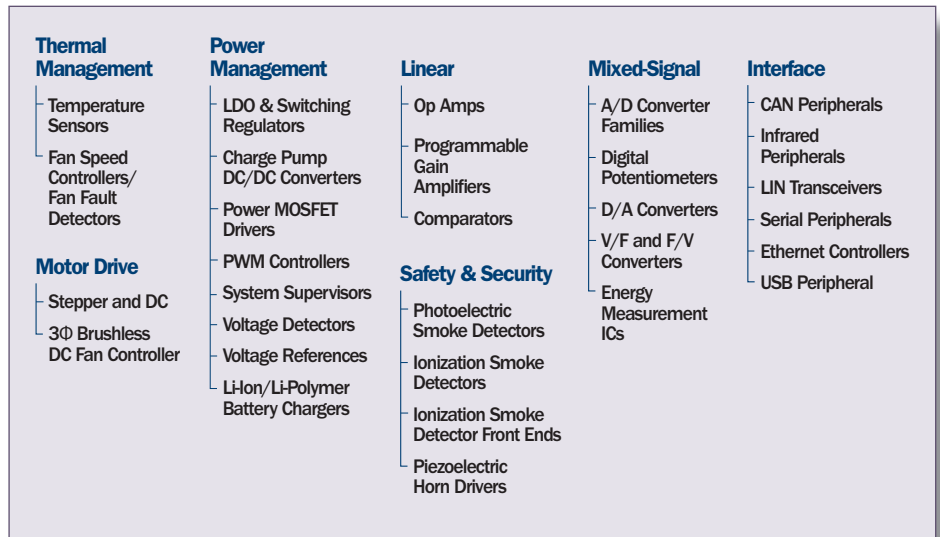 Thermal
Management
Temperature
Sensors
Fan Speed
Controllers/
Fan Fault
Detectors
Motor Drive
Stepper and DC
3Φ Brushless
DC Fan Controller
Power
Management
LDO & Switching
Regulators
Charge Pump
DC/DC Converters
Power MOSFET
Drivers
PWM Controllers
System Supervisors
Voltage Detectors
Voltage References
Li-Ion/Li-Polymer
Battery Chargers
Linear
Op Amps
Programmable
Gain
Amplifiers
Comparators
Safety & Security
Photoelectric
Smoke Detectors
Ionization Smoke
Detectors
Ionization Smoke
Detector Front Ends
Piezoelectric
Horn Drivers
Mixed-Signal
A/D Converter
Families
Digital
Potentiometers
D/A Converters
V/F and F/V
Converters
Energy
Measurement
ICs
Interface
CAN Peripherals
Infrared
Peripherals
LIN Transceivers
Serial Peripherals
Ethernet Controllers
USB Peripheral